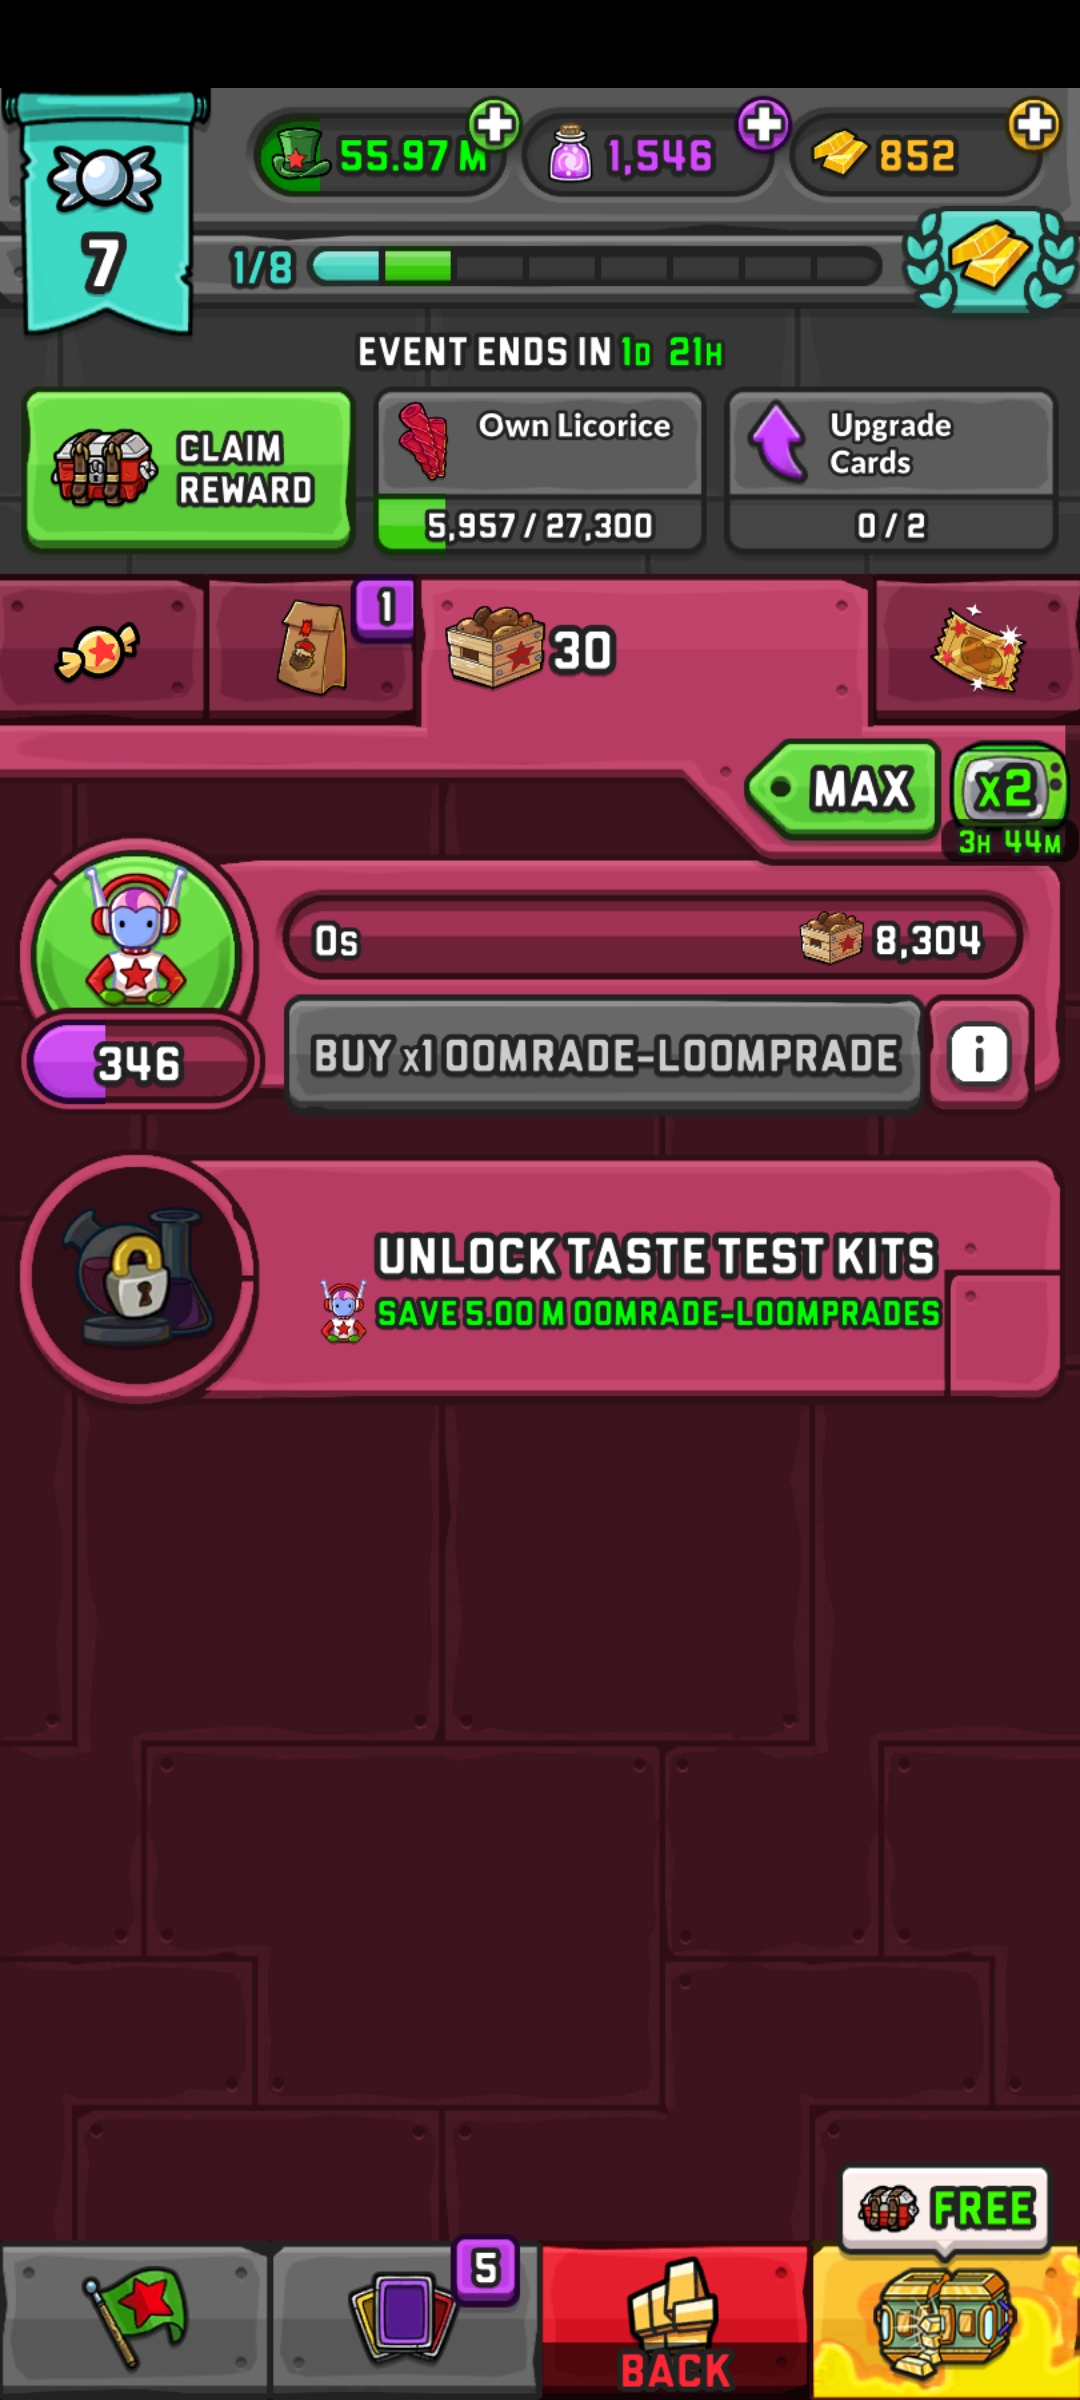 55.97 M
1,546
852
7
1/8
EVENT ENDS IN 1D 21H
CLAIM
REWARD
Own Licorice
5,957 / 27,300
Upgrade
Cards
0 / 2
1
30
MAX
x2
3H 44M
0s
8,304
346
BUY x1 OOMRADE-LOOMPRADE
i
UNLOCK TASTE TEST KITS
SAVE 5.00 M OOMRADE-LOOMPRADES
FREE
5
BACK